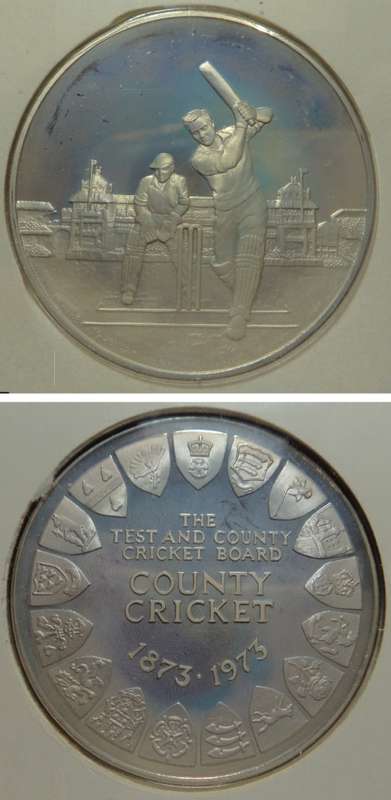 THE
TEST AND COUNTY
CRICKET BOARD
COUNTY
CRICKET
1873 · 1973